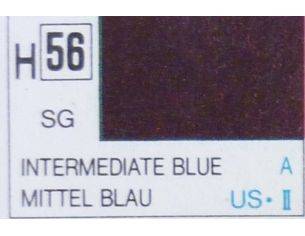 H 56
SG
INTERMEDIATE BLUE A
MITTEL BLAU US· II